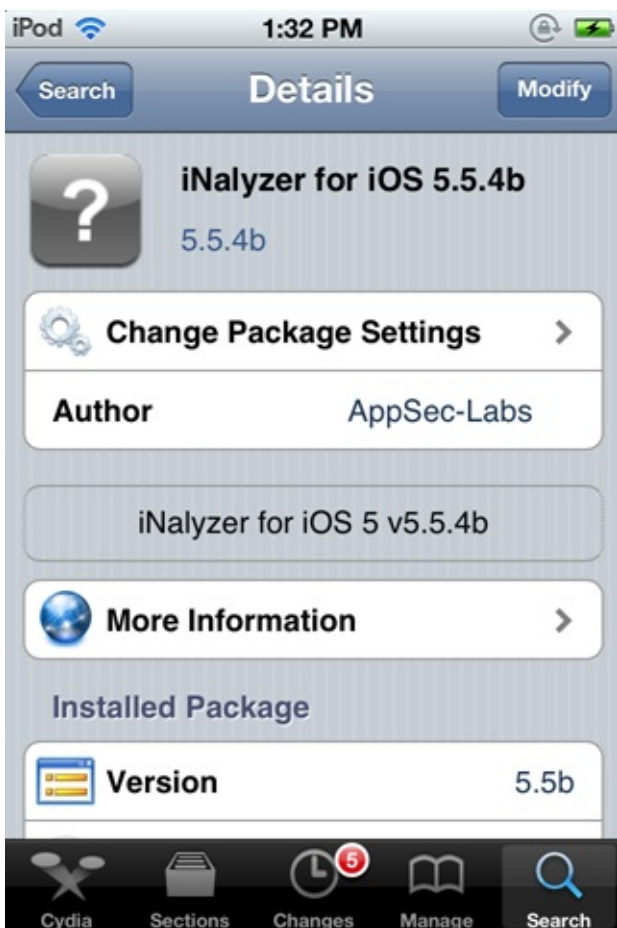 iPod 1:32 PM
Search Details Modify
?
iNalyzer for iOS 5.5.4b
5.5.4b
Change Package Settings
Author AppSec-Labs
iNalyzer for iOS 5 v5.5.4b
More Information
Installed Package
Version 5.5b
5
Cydia Sections Changes Manage Search